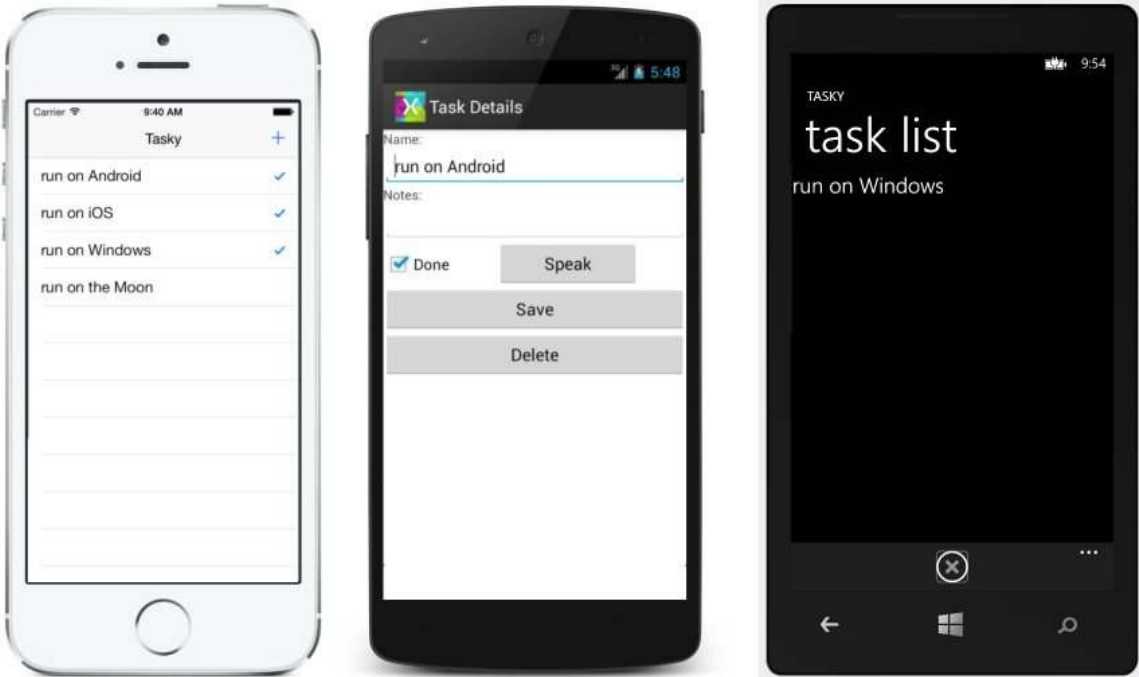 Carrier 9:40 AM
Tasky +
run on Android
run on iOS
run on Windows
run on the Moon
3G 5:48
X Task Details
Name:
run on Android
Notes:
Done Speak
Save
Delete
9:54
TASKY
task list
run on Windows
...